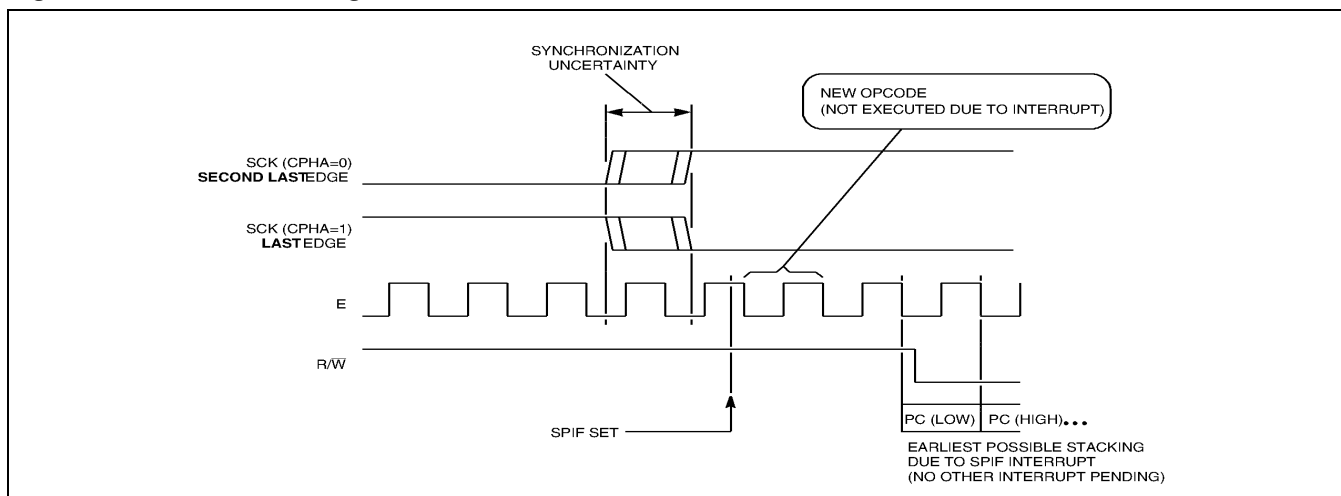 SYNCHRONIZATION
UNCERTAINTY
NEW OPCODE
(NOT EXECUTED DUE TO INTERRUPT)
SCK (CPHA=0)
SECOND LASTEDGE
SCK (CPHA=1)
LASTEDGE
E
R/W̅
SPIF SET
PC (LOW) PC (HIGH)...
EARLIEST POSSIBLE STACKING
DUE TO SPIF INTERRUPT
(NO OTHER INTERRUPT PENDING)